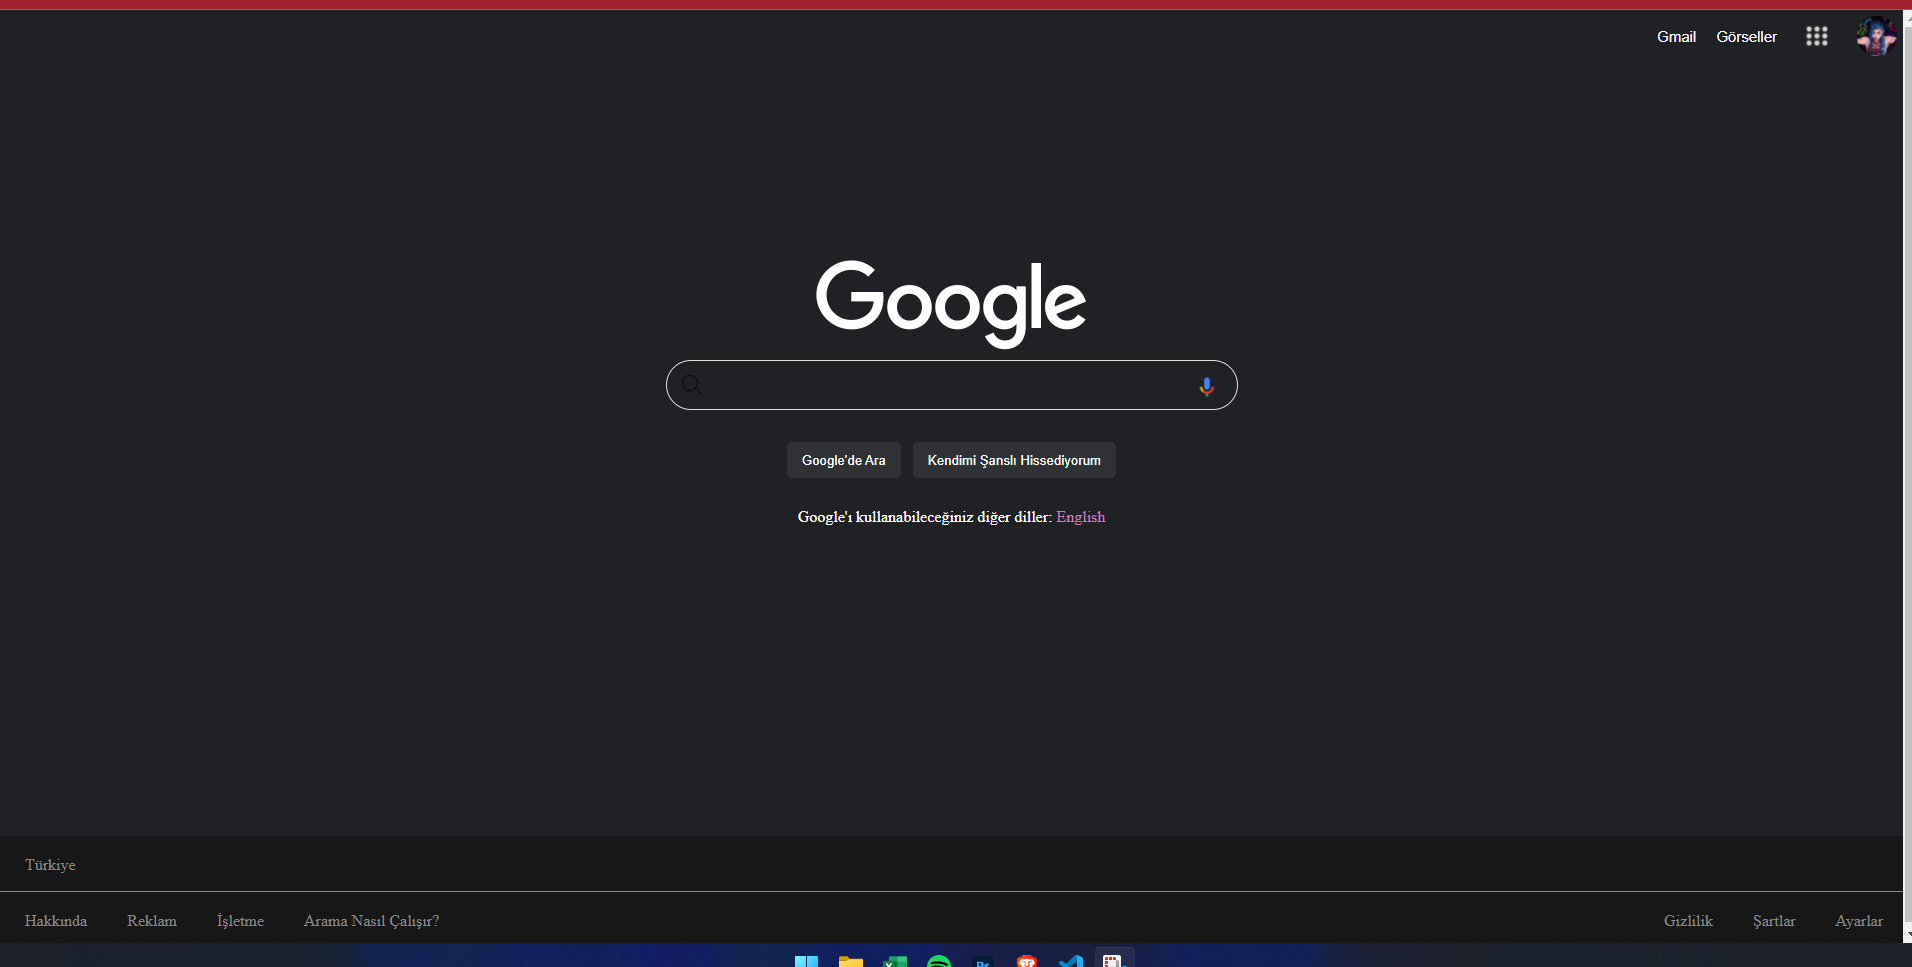 Gmail Görseller
Google
Google'de Ara Kendimi Şanslı Hissediyorum
Google'ı kullanabileceğiniz diğer diller: English
Türkiye
Hakkında Reklam İşletme Arama Nasıl Çalışır? Gizlilik Şartlar Ayarlar
Ps